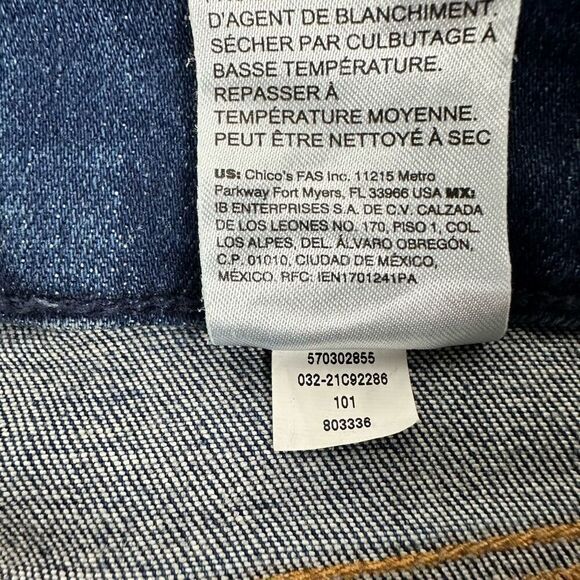 D'AGENT DE BLANCHIMENT.
SÉCHER PAR CULBUTAGE À
BASSE TEMPÉRATURE.
REPASSER À
TEMPÉRATURE MOYENNE.
PEUT ÊTRE NETTOYÉ À SEC
US: Chico's FAS Inc. 11215 Metro
Parkway Fort Myers, FL 33966 USA MX:
IB ENTERPRISES S.A. DE C.V. CALZADA
DE LOS LEONES NO. 170, PISO 1, COL.
LOS ALPES, DEL. ÁLVARO OBREGÓN,
C.P. 01010, CIUDAD DE MÉXICO,
MÉXICO. RFC: IEN1701241PA
570302855
032-21C92286
101
803336